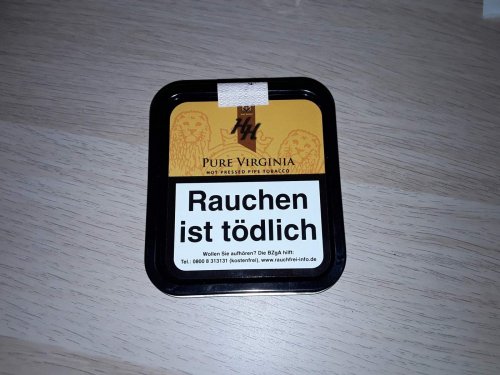 HH
PURE VIRGINIA
HOT PRESSED PIPE TOBACCO
Rauchen
ist tödlich
Wollen Sie aufhören? Die BZgA hilft:
Tel.: 0800 8 313131 (kostenfrei), www.rauchfrei-info.de